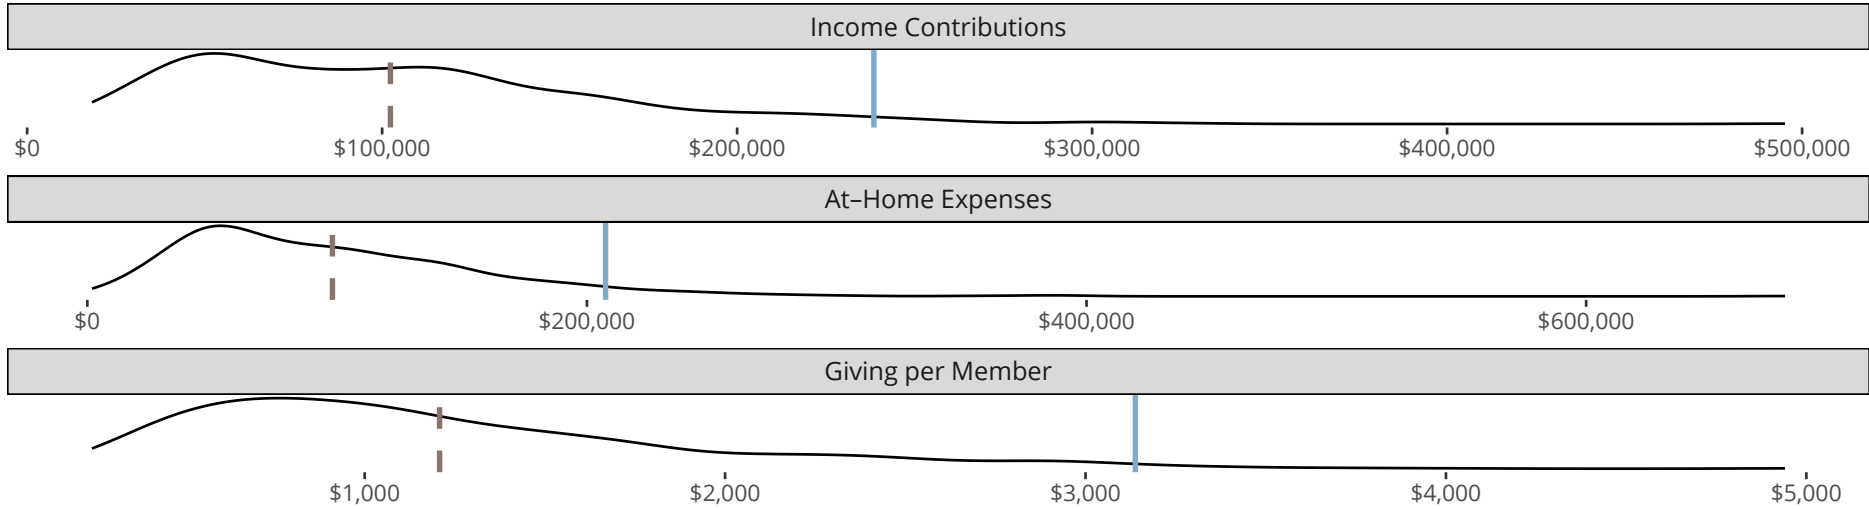 Income Contributions
$0 $100,000 $200,000 $300,000 $400,000 $500,000
At–Home Expenses
$0 $200,000 $400,000 $600,000
Giving per Member
$1,000 $2,000 $3,000 $4,000 $5,000